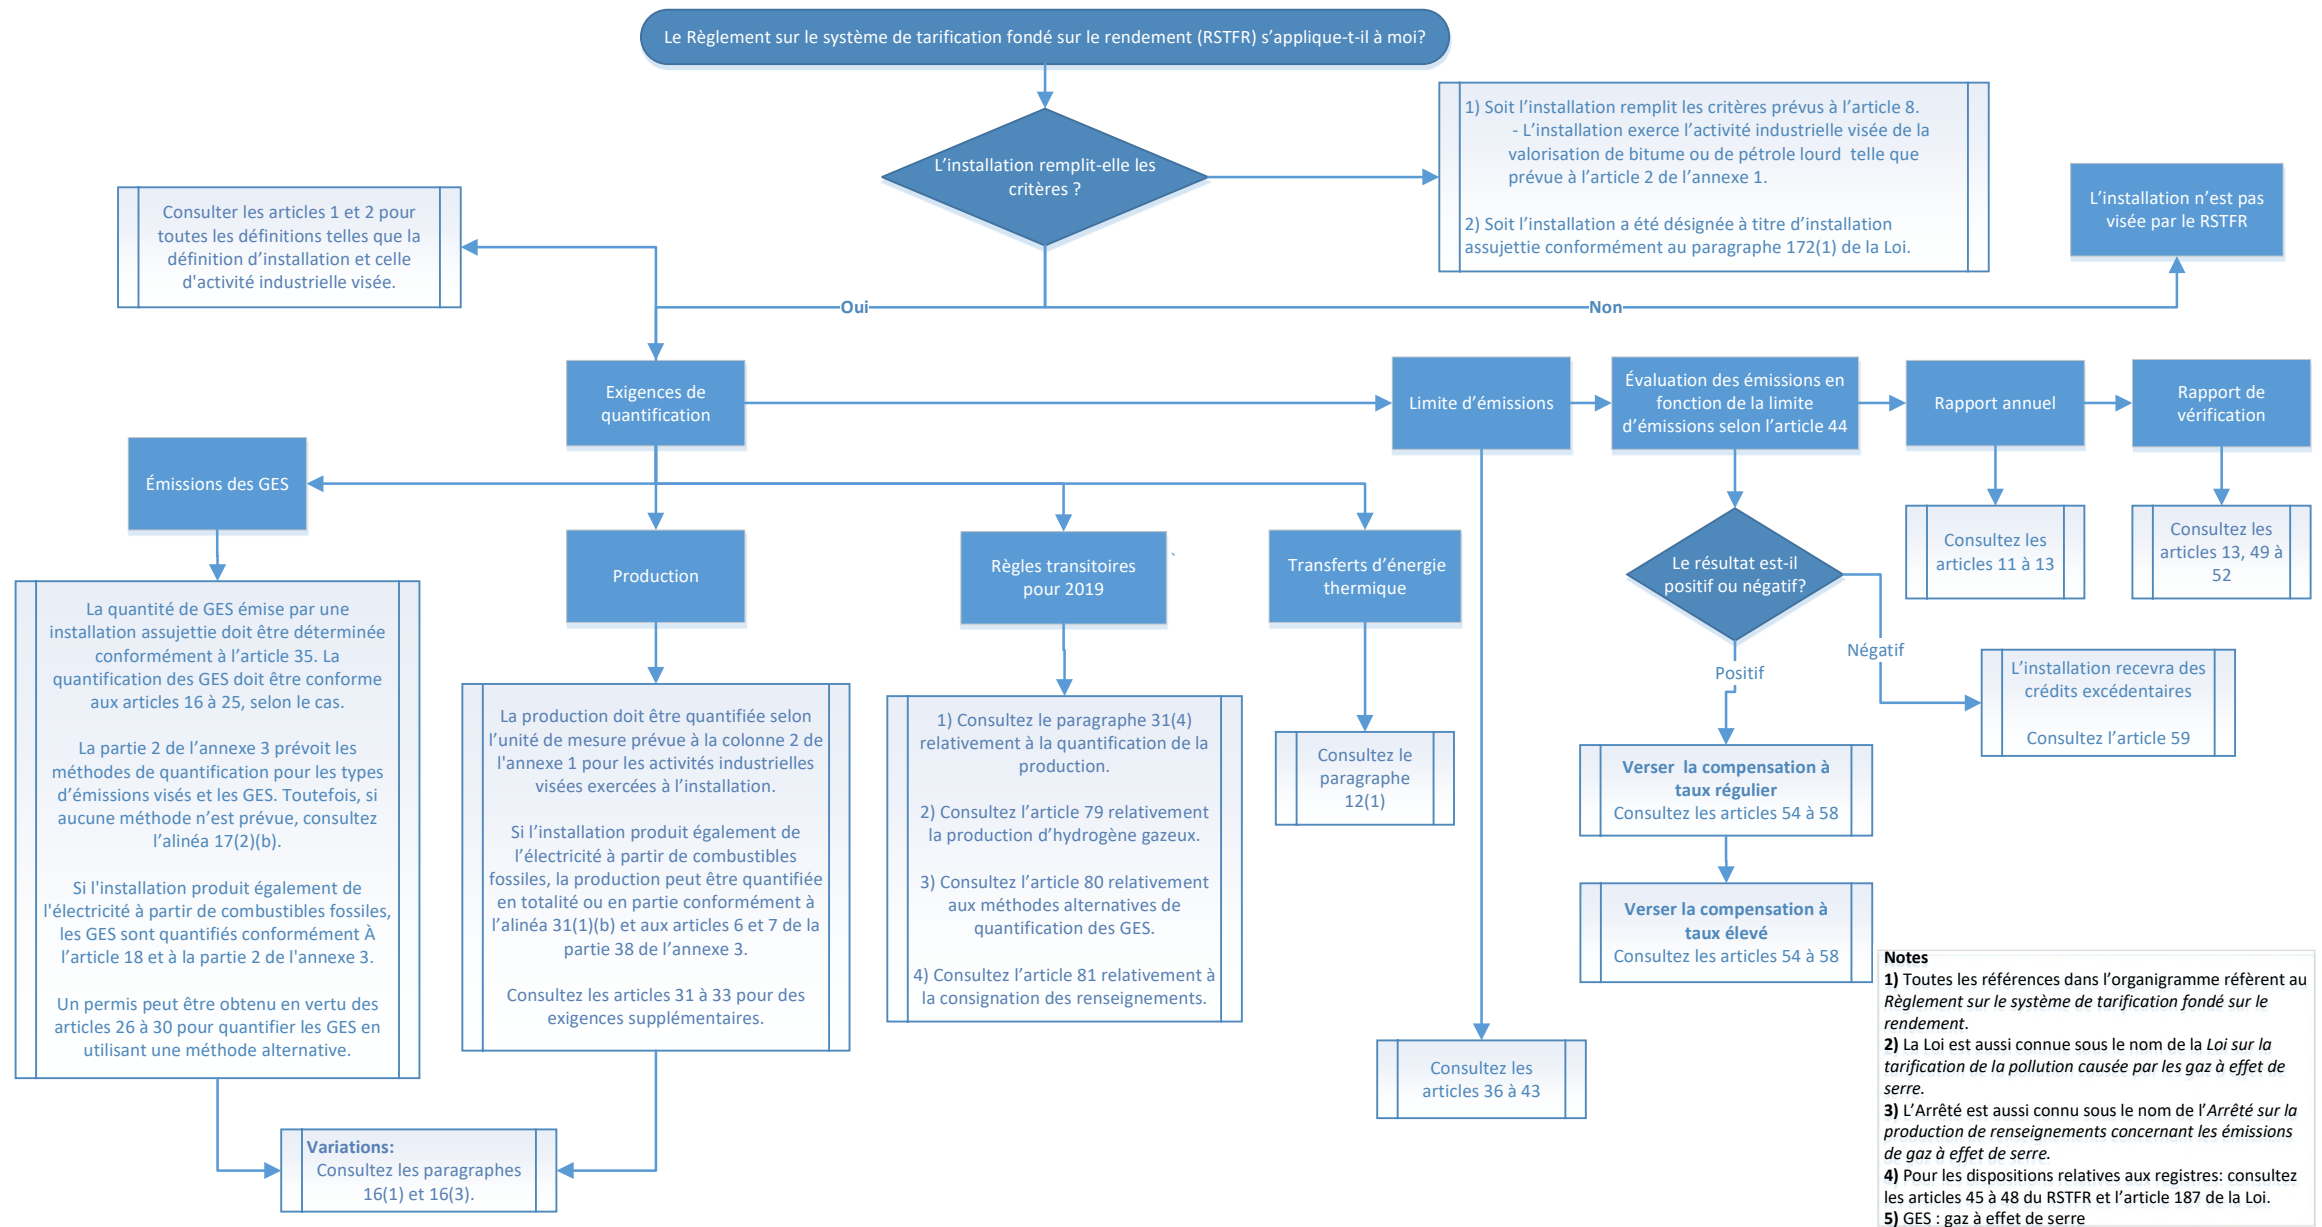 Le Règlement sur le système de tarification fondé sur le rendement (RSTFR) s’applique-t-il à moi?
L’installation remplit-elle les
critères ?
1) Soit l’installation remplit les critères prévus à l’article 8.
- L’installation exerce l’activité industrielle visée de la
valorisation de bitume ou de pétrole lourd telle que
prévue à l’article 2 de l’annexe 1.
2) Soit l’installation a été désignée à titre d’installation
assujettie conformément au paragraphe 172(1) de la Loi.
L’installation n’est pas
visée par le RSTFR
Consulter les articles 1 et 2 pour
toutes les définitions telles que la
définition d’installation et celle
d'activité industrielle visée.
Oui
Non
Exigences de
quantification
Limite d’émissions
Évaluation des émissions en
fonction de la limite
d’émissions selon l’article 44
Rapport annuel
Rapport de
vérification
Émissions des GES
Production
Règles transitoires
pour 2019
`
Transferts d’énergie
thermique
Le résultat est-il
positif ou négatif?
Consultez les
articles 11 à 13
Consultez les
articles 13, 49 à
52
La quantité de GES émise par une
installation assujettie doit être déterminée
conformément à l’article 35. La
quantification des GES doit être conforme
aux articles 16 à 25, selon le cas.
La partie 2 de l’annexe 3 prévoit les
méthodes de quantification pour les types
d’émissions visés et les GES. Toutefois, si
aucune méthode n’est prévue, consultez
l’alinéa 17(2)(b).
Si l'installation produit également de
l'électricité à partir de combustibles fossiles,
les GES sont quantifiés conformément À
l’article 18 et à la partie 2 de l'annexe 3.
Un permis peut être obtenu en vertu des
articles 26 à 30 pour quantifier les GES en
utilisant une méthode alternative.
La production doit être quantifiée selon
l’unité de mesure prévue à la colonne 2 de
l'annexe 1 pour les activités industrielles
visées exercées à l’installation.
Si l’installation produit également de
l’électricité à partir de combustibles
fossiles, la production peut être quantifiée
en totalité ou en partie conformément à
l’alinéa 31(1)(b) et aux articles 6 et 7 de la
partie 38 de l’annexe 3.
Consultez les articles 31 à 33 pour des
exigences supplémentaires.
1) Consultez le paragraphe 31(4)
relativement à la quantification de la
production.
2) Consultez l’article 79 relativement
la production d’hydrogène gazeux.
3) Consultez l’article 80 relativement
aux méthodes alternatives de
quantification des GES.
4) Consultez l’article 81 relativement à
la consignation des renseignements.
Consultez le
paragraphe
12(1)
Positif
Négatif
L’installation recevra des
crédits excédentaires
Consultez l’article 59
Verser la compensation à
taux régulier
Consultez les articles 54 à 58
Verser la compensation à
taux élevé
Consultez les articles 54 à 58
Consultez les
articles 36 à 43
Variations:
Consultez les paragraphes
16(1) et 16(3).
Notes
1) Toutes les références dans l’organigramme réfèrent au
Règlement sur le système de tarification fondé sur le
rendement.
2) La Loi est aussi connue sous le nom de la Loi sur la
tarification de la pollution causée par les gaz à effet de
serre.
3) L’Arrêté est aussi connu sous le nom de l’Arrêté sur la
production de renseignements concernant les émissions
de gaz à effet de serre.
4) Pour les dispositions relatives aux registres: consultez
les articles 45 à 48 du RSTFR et l’article 187 de la Loi.
5) GES : gaz à effet de serre